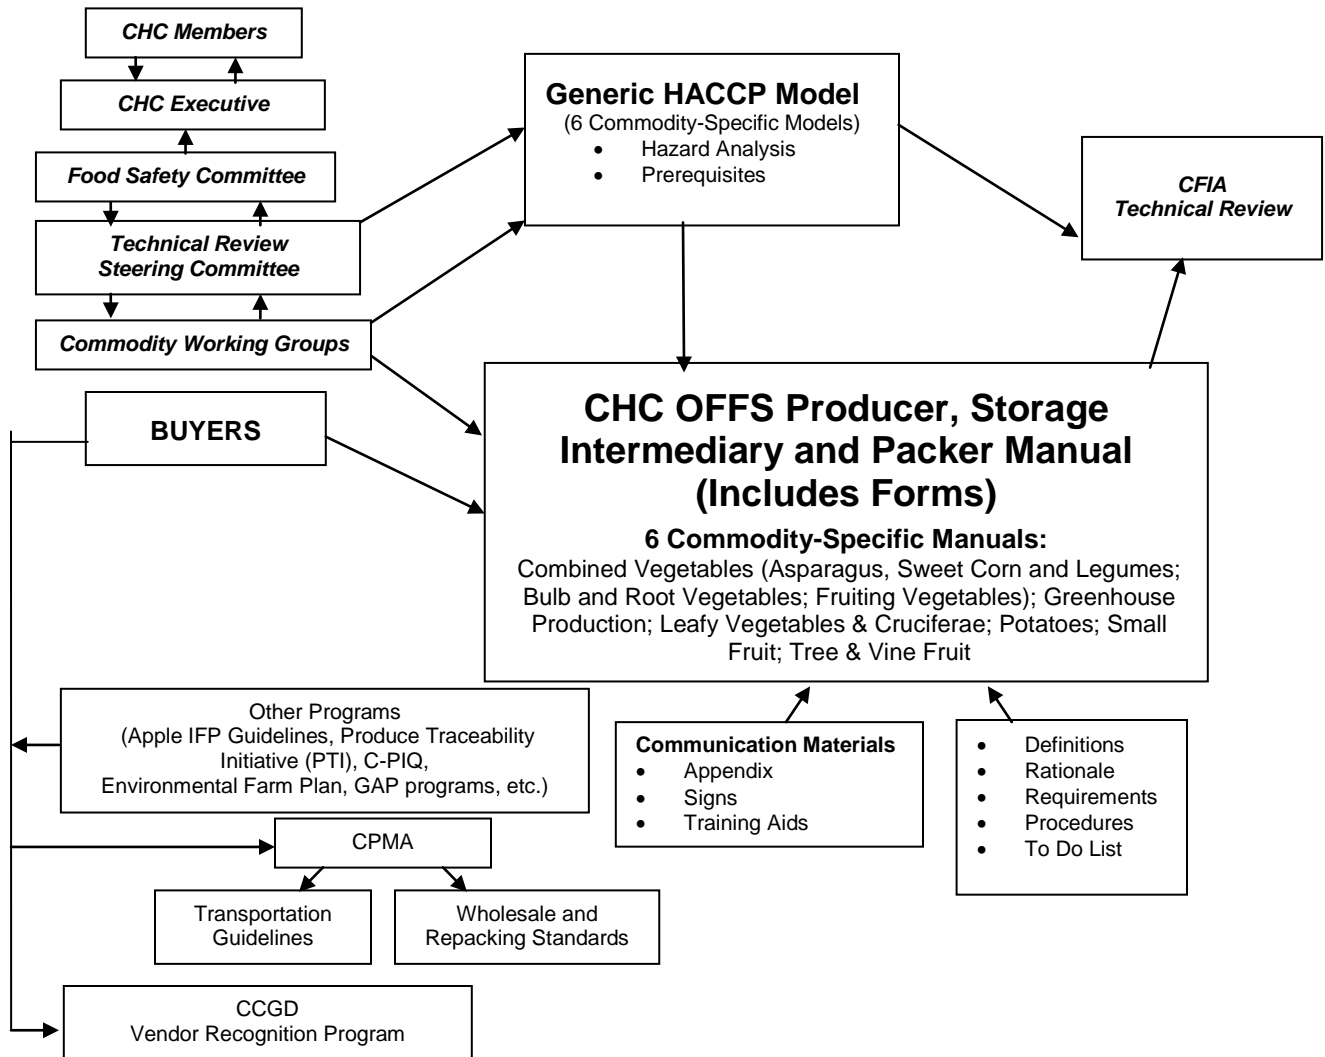 CHC Members
CHC Executive
Food Safety Committee
Technical Review
Steering Committee
Commodity Working Groups
BUYERS
Generic HACCP Model
(6 Commodity-Specific Models)
• Hazard Analysis
• Prerequisites
CFIA
Technical Review
CHC OFFS Producer, Storage
Intermediary and Packer Manual
(Includes Forms)
6 Commodity-Specific Manuals:
Combined Vegetables (Asparagus, Sweet Corn and Legumes;
Bulb and Root Vegetables; Fruiting Vegetables); Greenhouse
Production; Leafy Vegetables & Cruciferae; Potatoes; Small
Fruit; Tree & Vine Fruit
Other Programs
(Apple IFP Guidelines, Produce Traceability
Initiative (PTI), C-PIQ,
Environmental Farm Plan, GAP programs, etc.)
Communication Materials
• Appendix
• Signs
• Training Aids
• Definitions
• Rationale
• Requirements
• Procedures
• To Do List
CPMA
Transportation
Guidelines
Wholesale and
Repacking Standards
CCGD
Vendor Recognition Program